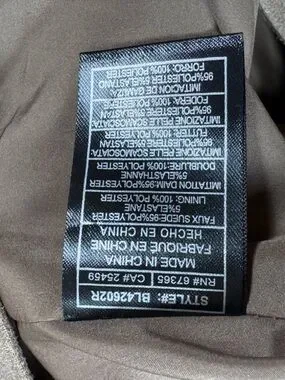 STYLE#: BL42602R
RN# 67365 CA# 25459
MADE IN CHINA
FABRIQUE EN CHINA
HECHO EN CHINA
FAUX SUEDE-95% POLYESTER
5%ELASTANE
LINING: 100% POLYESTER
IMITATION DAIM-95% POLYESTER
5%ELASTHANNE
DOUBLURE: 100% POLYESTER
IMITAZIONE PELLE SCAMOSCIATA
95%POLIESTERE 5%ELASTAN
FUTTER: 100% POLYESTER
IMITAZIONE PELLE SCAMOSCIATA
95%POLIESTERE 5%ELASTAN
FODERA: 100% POLIESTERE
IMITACION DE GAMUZA
95%POLIESTER 5%ELASTANO
FORRO: 100% POLIESTER